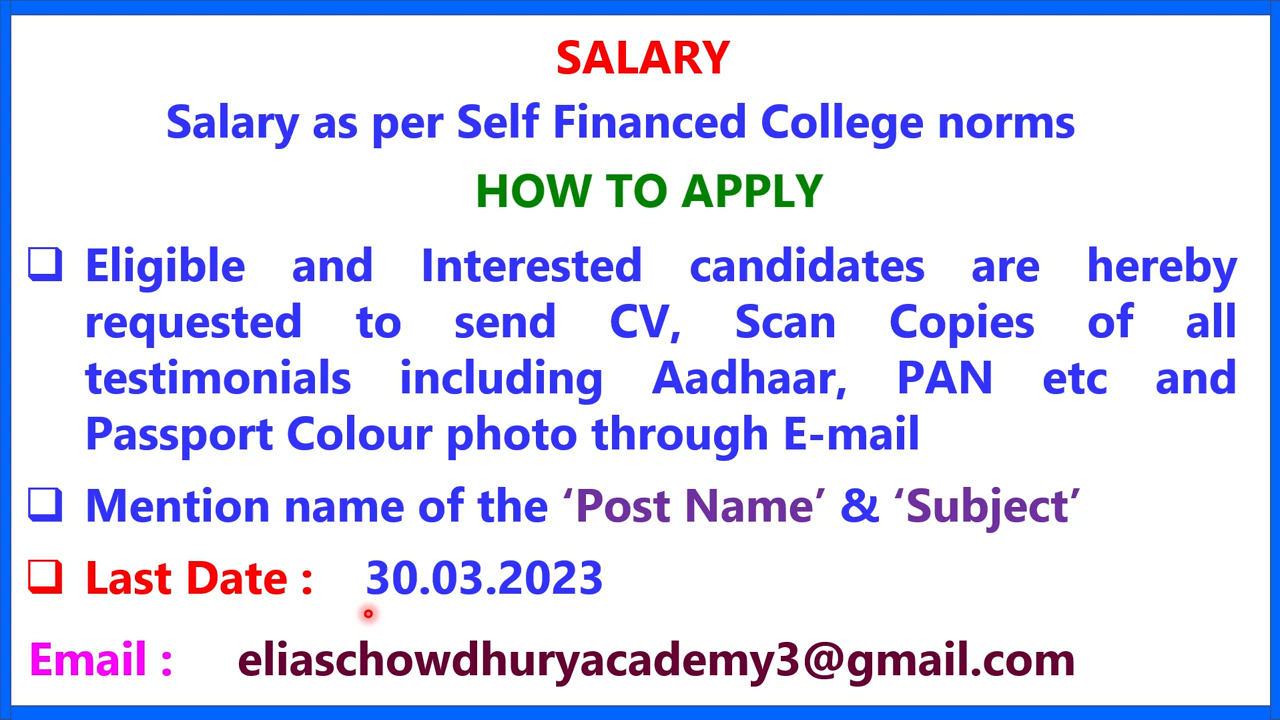 SALARY
Salary as per Self Financed College norms
HOW TO APPLY
❑ Eligible and Interested candidates are hereby
requested to send CV, Scan Copies of all
testimonials including Aadhaar, PAN etc and
Passport Colour photo through E-mail
❑ Mention name of the ‘Post Name’ & ‘Subject’
❑ Last Date : 30.03.2023
Email : eliaschowdhuryacademy3@gmail.com